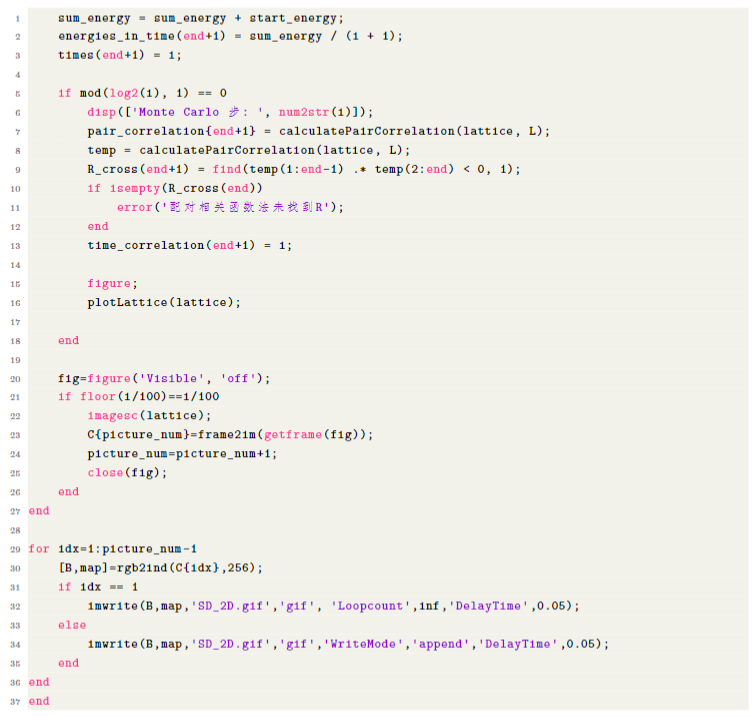 1 sum_energy = sum_energy + start_energy;
2 energies_in_time(end+1) = sum_energy / (i + 1);
3 times(end+1) = i;
4
5 if mod(log2(i), 1) == 0
6 disp(['Monte Carlo 步: ', num2str(i)]);
7 pair_correlation{end+1} = calculatePairCorrelation(lattice, L);
8 temp = calculatePairCorrelation(lattice, L);
9 R_cross(end+1) = find(temp(1:end-1) .* temp(2:end) < 0, 1);
10 if isempty(R_cross(end))
11 error('配对相关函数法未找到R');
12 end
13 time_correlation(end+1) = i;
14
15 figure;
16 plotLattice(lattice);
17
18 end
19
20 fig=figure('Visible', 'off');
21 if floor(i/100)==i/100
22 imagesc(lattice);
23 C{picture_num}=frame2im(getframe(fig));
24 picture_num=picture_num+1;
25 close(fig);
26 end
27 end
28
29 for idx=1:picture_num-1
30 [B,map]=rgb2ind(C{idx},256);
31 if idx == 1
32 imwrite(B,map,'SD_2D.gif','gif', 'Loopcount',inf,'DelayTime',0.05);
33 else
34 imwrite(B,map,'SD_2D.gif','gif','WriteMode','append','DelayTime',0.05);
35 end
36 end
37 end